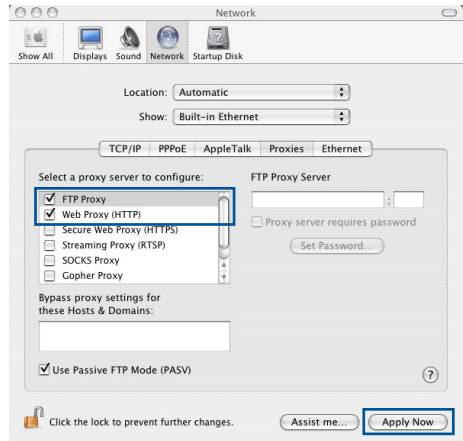 Network
Show All Displays Sound Network Startup Disk
Location: Automatic
Show: Built-in Ethernet
TCP/IP PPPoE AppleTalk Proxies Ethernet
Select a proxy server to configure:
FTP Proxy
Web Proxy (HTTP)
Secure Web Proxy (HTTPS)
Streaming Proxy (RTSP)
SOCKS Proxy
Gopher Proxy
FTP Proxy Server
:
Proxy server requires password
Set Password...
Bypass proxy settings for
these Hosts & Domains:
Use Passive FTP Mode (PASV)
?
Click the lock to prevent further changes.
Assist me... Apply Now